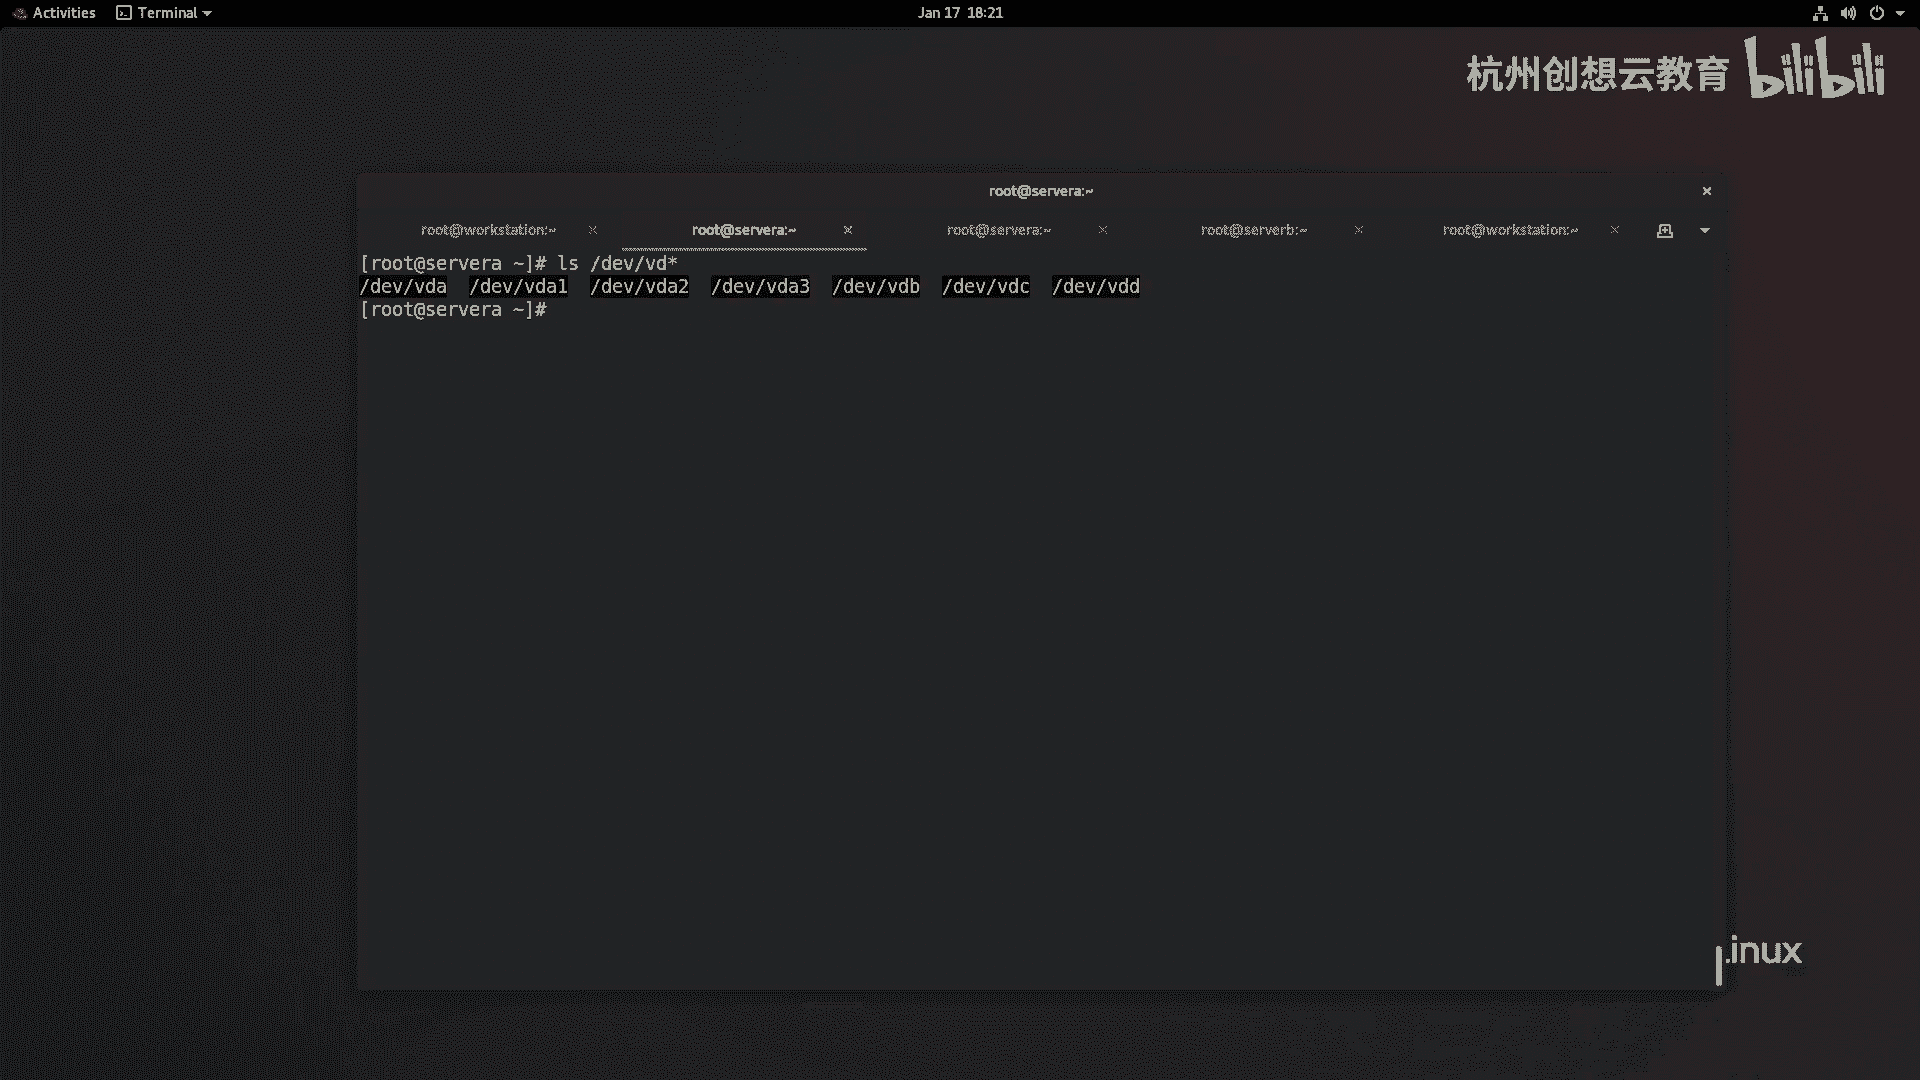 Activities Terminal Jan 17 18:21
杭州创想云教育 bilibili
root@servera:~
root@workstation:~ root@servera:~ root@servera:~ root@serverb:~ root@workstation:~
[root@servera ~]# ls /dev/vd*
/dev/vda /dev/vda1 /dev/vda2 /dev/vda3 /dev/vdb /dev/vdc /dev/vdd
[root@servera ~]#
inux